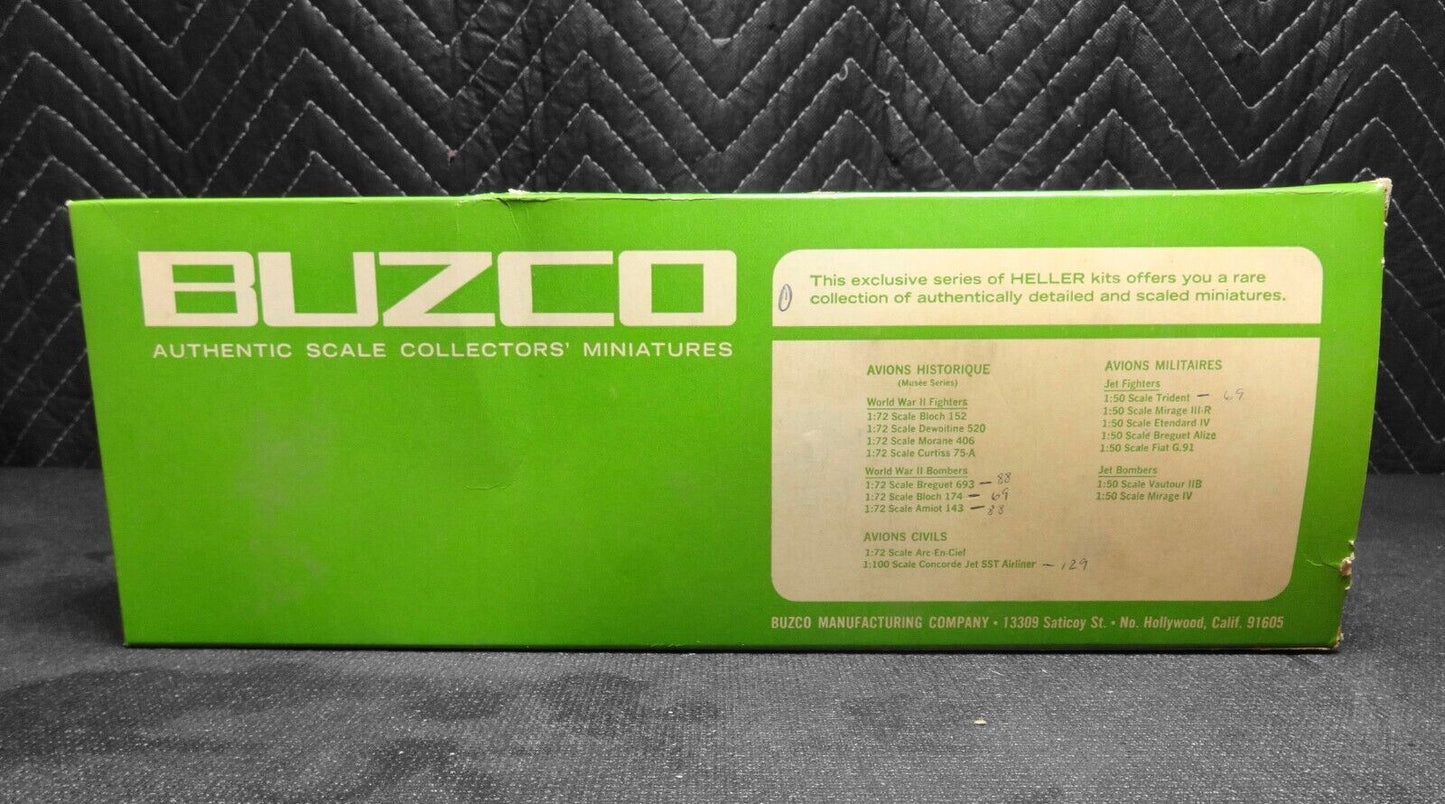 BUZCO
AUTHENTIC SCALE COLLECTORS' MINIATURES
This exclusive series of HELLER kits offers you a rare
collection of authentically detailed and scaled miniatures.
AVIONS HISTORIQUE
(Musée Series)
World War II Fighters
1:72 Scale Bloch 152
1:72 Scale Dewoitine 520
1:72 Scale Morane 406
1:72 Scale Curtiss 75-A
World War II Bombers
1:72 Scale Breguet 693 — 88
1:72 Scale Bloch 174 — 69
1:72 Scale Amiot 143 — 88
AVIONS CIVILS
1:72 Scale Arc-En-Ciel
1:100 Scale Concorde Jet SST Airliner — 129
AVIONS MILITAIRES
Jet Fighters
1:50 Scale Trident — 69
1:50 Scale Mirage III-R
1:50 Scale Etendard IV
1:50 Scale Breguet Alize
1:50 Scale Fiat G.91
Jet Bombers
1:50 Scale Vautour IIB
1:50 Scale Mirage IV
BUZCO MANUFACTURING COMPANY • 13309 Saticoy St. • No. Hollywood, Calif. 91605